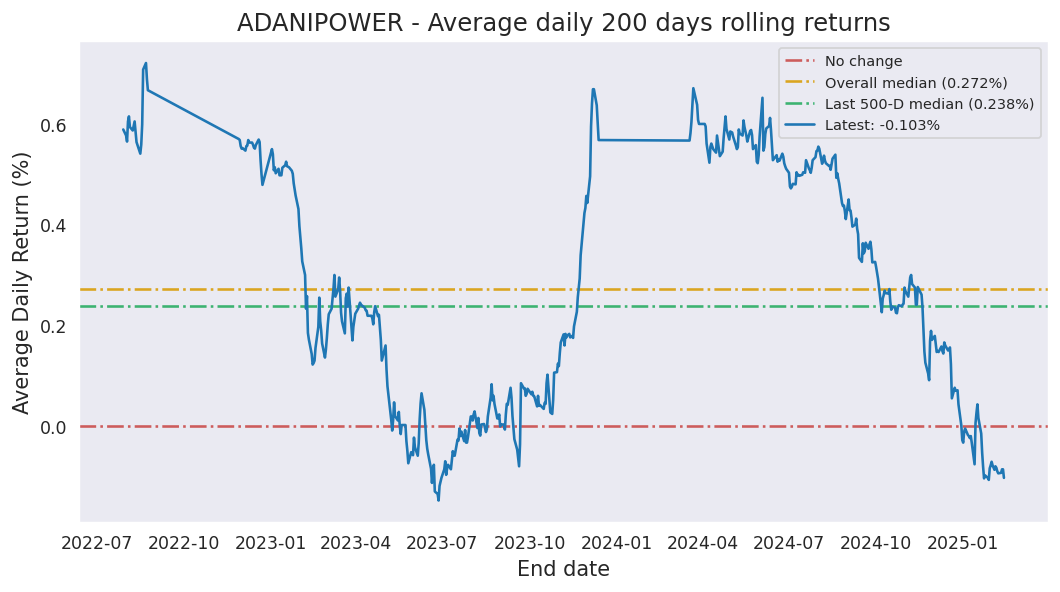 ADANIPOWER - Average daily 200 days rolling returns
No change
Overall median (0.272%)
Last 500-D median (0.238%)
Latest: -0.103%
Average Daily Return (%)
0.6
0.4
0.2
0.0
2022-07 2022-10 2023-01 2023-04 2023-07 2023-10 2024-01 2024-04 2024-07 2024-10 2025-01
End date